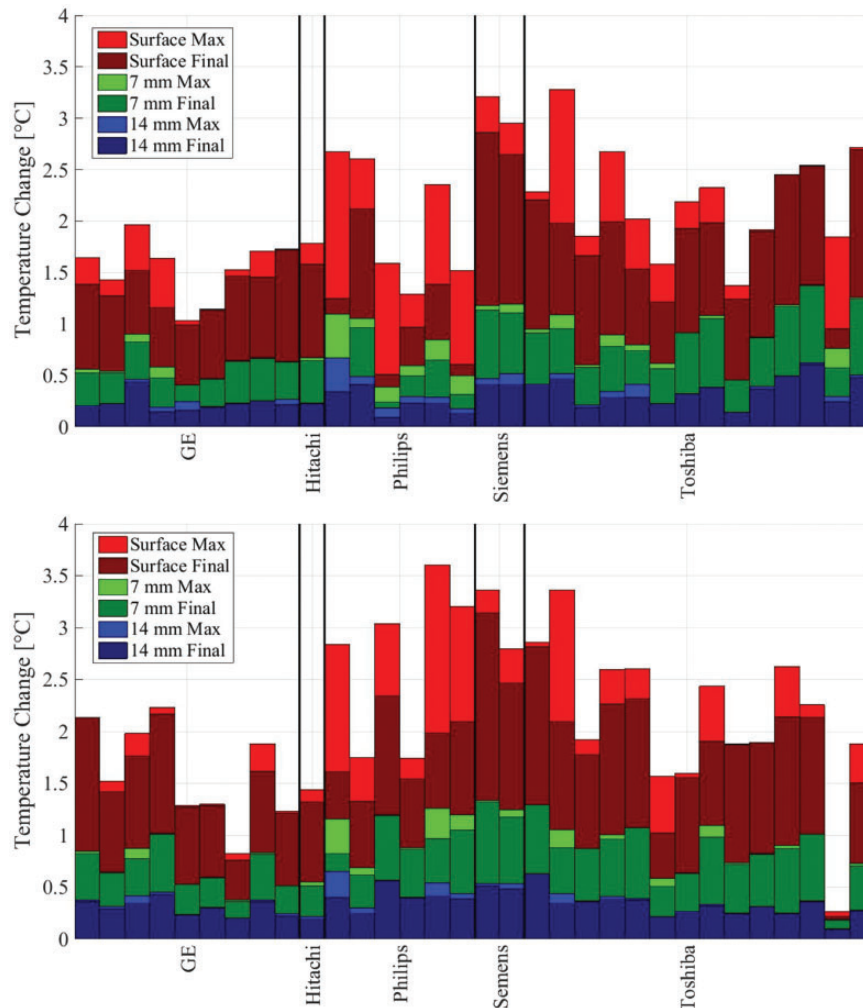 4
3.5
3
2.5
2
1.5
1
0.5
0
Temperature Change [°C]
Surface Max
Surface Final
7 mm Max
7 mm Final
14 mm Max
14 mm Final
GE
Hitachi
Philips
Siemens
Toshiba
4
3.5
3
2.5
2
1.5
1
0.5
0
Temperature Change [°C]
Surface Max
Surface Final
7 mm Max
7 mm Final
14 mm Max
14 mm Final
GE
Hitachi
Philips
Semens
Toshiba